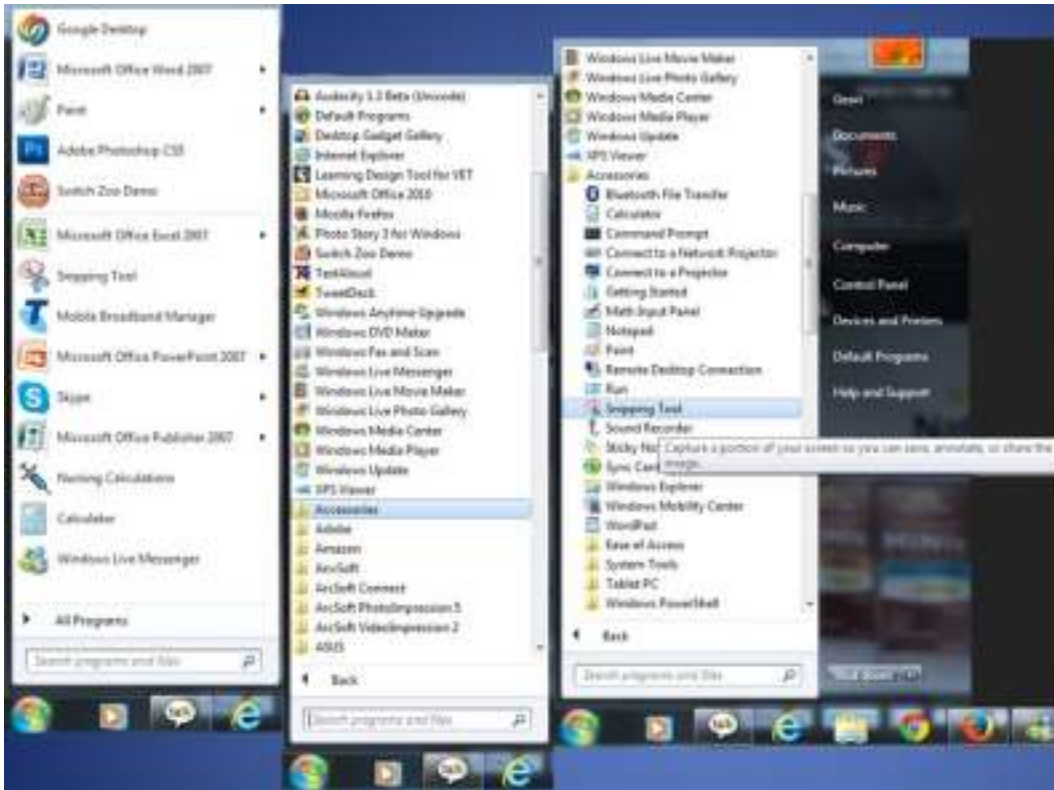 Google Desktop
Microsoft Office Word 2007
Paint
Ps
Adobe Photoshop CS5
Switch Zoo Demo
Microsoft Office Excel 2007
Snipping Tool
Mobile Broadband Manager
Microsoft Office PowerPoint 2007
Skype
Microsoft Office Publisher 2007
Nursing Calculations
Calculator
Windows Live Messenger
All Programs
Search programs and files
Audacity 1.3 Beta (Unicode)
Default Programs
Desktop Gadget Gallery
Internet Explorer
Learning Design Tool for VET
Microsoft Office 2010
Mozilla Firefox
Photo Story 3 for Windows
Switch Zoo Demo
TextAloud
TweetDeck
Windows Anytime Upgrade
Windows DVD Maker
Windows Fax and Scan
Windows Live Messenger
Windows Live Movie Maker
Windows Live Photo Gallery
Windows Media Center
Windows Media Player
Windows Update
XPS Viewer
Accessories
Adobe
Amazon
ArcSoft Connect
ArcSoft PhotoImpression 5
ArcSoft VideoImpression 2
ASUS
Back
Search programs and files
Windows Live Movie Maker
Windows Live Photo Gallery
Windows Media Center
Windows Media Player
Windows Update
XPS Viewer
Accessories
Bluetooth File Transfer
Calculator
Command Prompt
Connect to a Network Projector
Connect to a Projector
Getting Started
Math Input Panel
Notepad
Paint
Remote Desktop Connection
Run
Snipping Tool
Sound Recorder
Sticky No
Sync Cent
Capture a portion of your screen so you can save, annotate, or share the
image.
Windows Explorer
Windows Mobility Center
WordPad
Ease of Access
System Tools
Tablet PC
Windows PowerShell
Back
Search programs and files
Documents
Pictures
Music
Computer
Control Panel
Devices and Printers
Default Programs
Help and Support